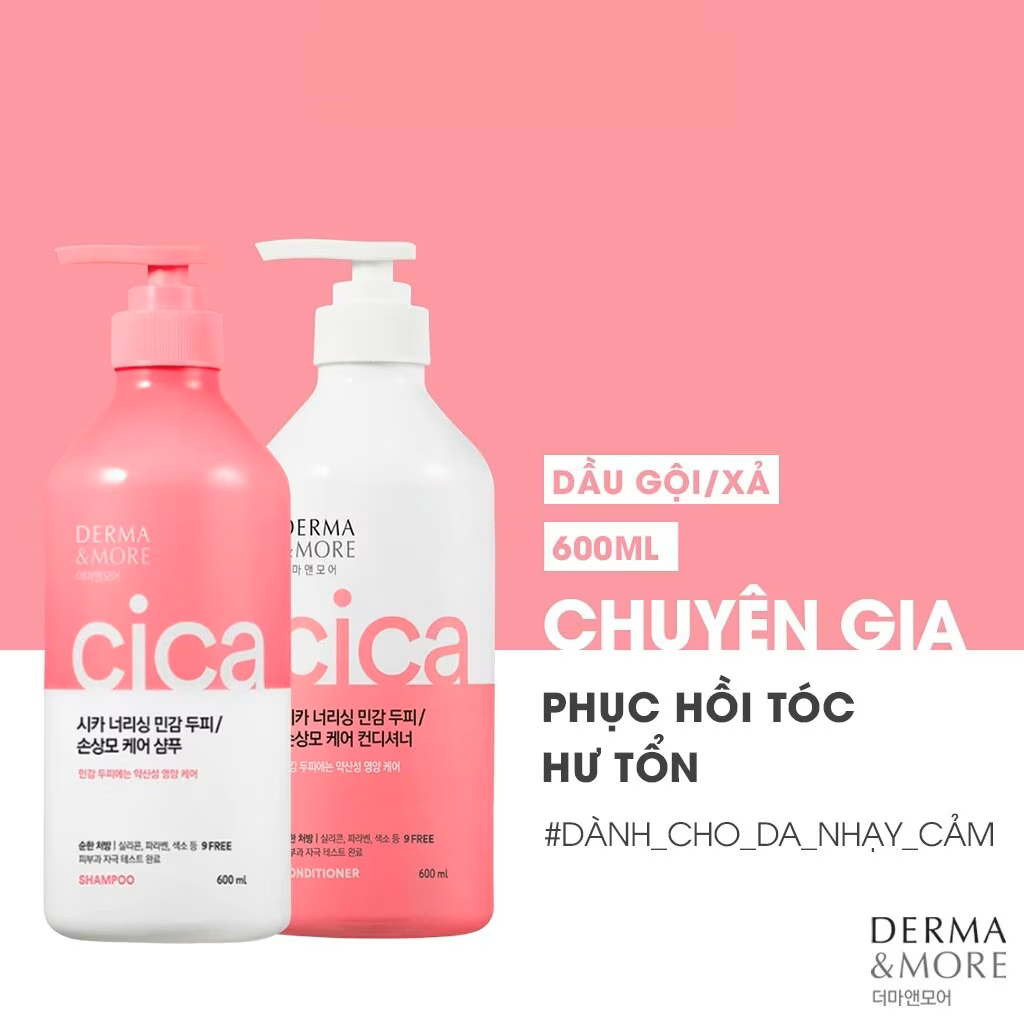 DERMA
&MORE
더마앤모어
cica
시카 너리싱 민감 두피/
손상모 케어 샴푸
민감 두피에는 약산성 영양 케어
순한 처방 | 실리콘, 파라벤, 색소 등 9 FREE
피부과 자극 테스트 완료
SHAMPOO 600 ml
DERMA
&MORE
마앤모어
cica
시카 너리싱 민감 두피/
손상모 케어 컨디셔너
감 두피에는 약산성 영양 케어
한 처방 | 실리콘, 파라벤, 색소 등 9 FREE
부과 자극 테스트 완료
ONDITIONER 600 ml
DẦU GỘI/XẢ
600ML
CHUYÊN GIA
PHỤC HỒI TÓC
HƯ TỔN
#DÀNH_CHO_DA_NHẠY_CẢM
DERMA
&MORE
더마앤모어